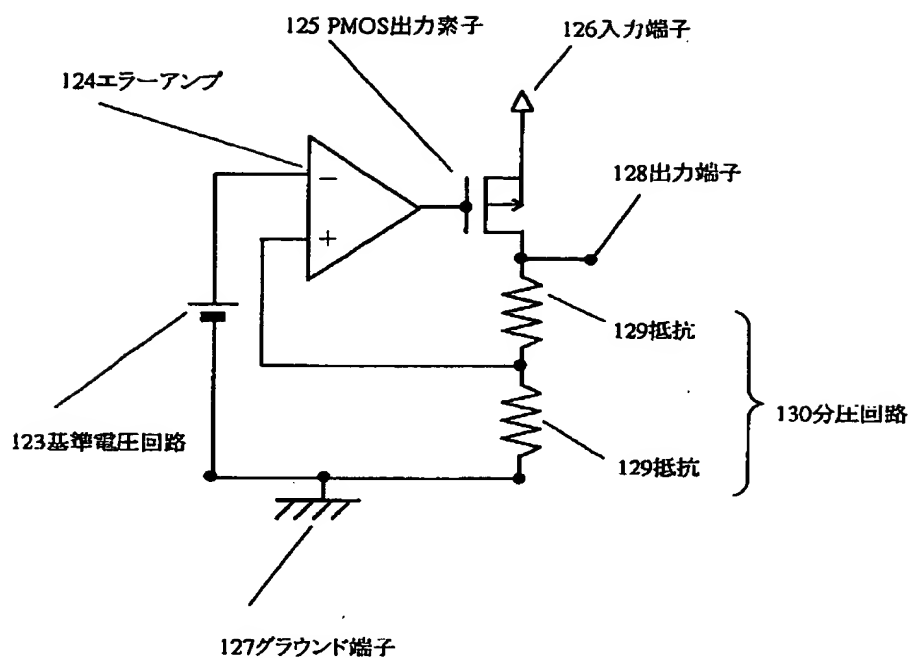 125 PMOS出力素子
126入力端子
124エラーアンプ
128出力端子
−
+
129抵抗
130分圧回路
123基準電圧回路
129抵抗
127グラウンド端子